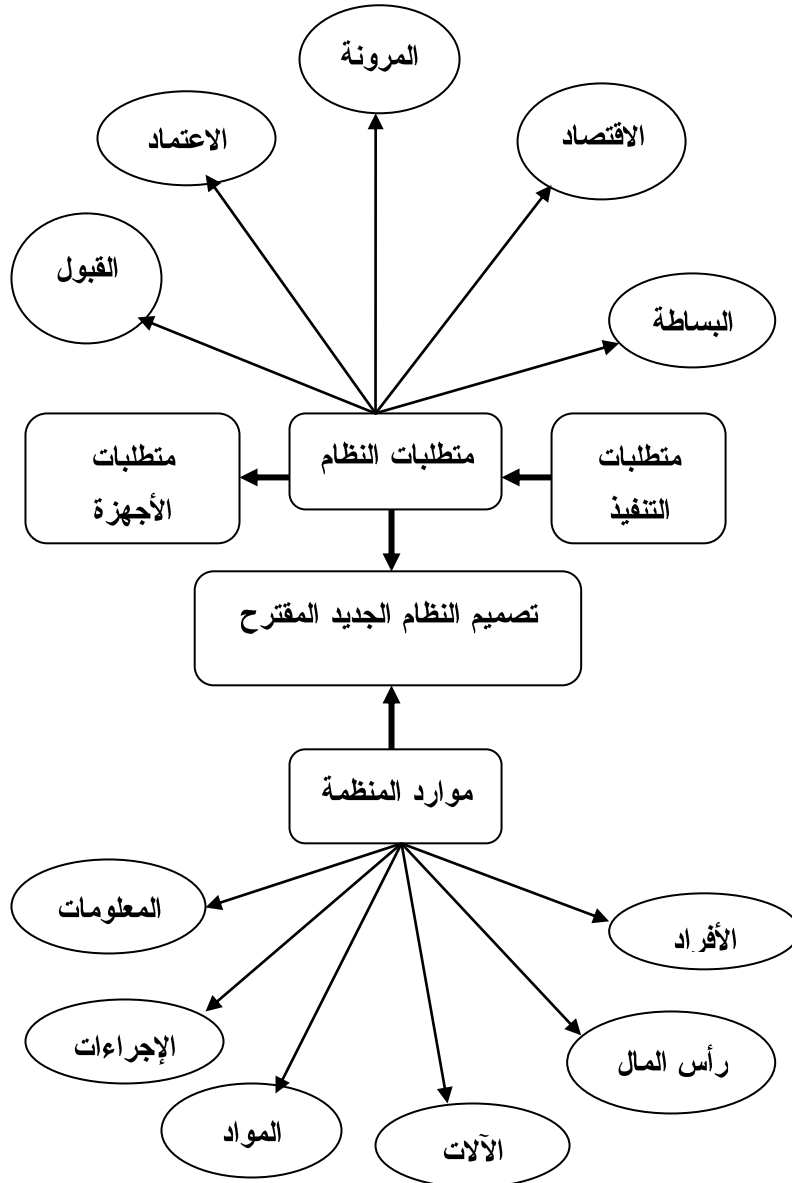 المرونة
الاقتصاد
الاعتماد
القبول
البساطة
متطلبات
التنفيذ
متطلبات النظام
متطلبات
الأجهزة
تصميم النظام الجديد المقترح
موارد المنظمة
الأفراد
المعلومات
رأس المال
الإجراءات
المواد
الآلات